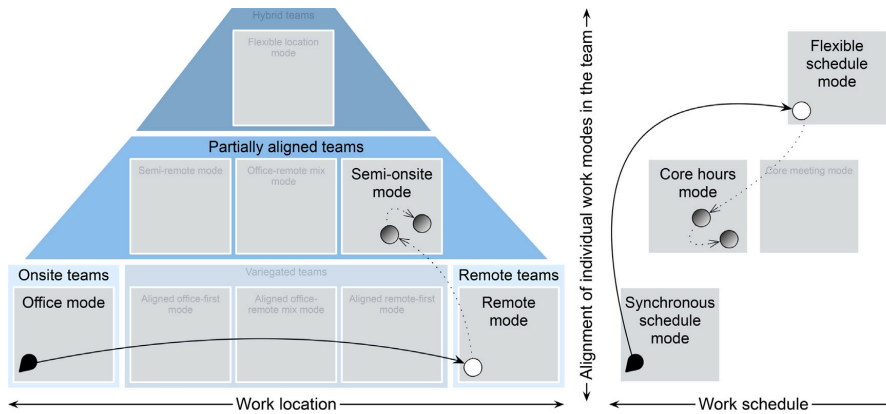 Hybrid teams
Flexible location
mode
Partially aligned teams
Semi-remote mode
Office-remote mix
mode
Semi-onsite
mode
Onsite teams
Variegated teams
Remote teams
Office mode
Aligned office-first
mode
Aligned office-
remote mix mode
Aligned remote-first
mode
Remote
mode
Work location
Alignment of individual work modes in the team
Flexible
schedule
mode
Core hours
mode
Core meeting mode
Synchronous
schedule
mode
Work schedule